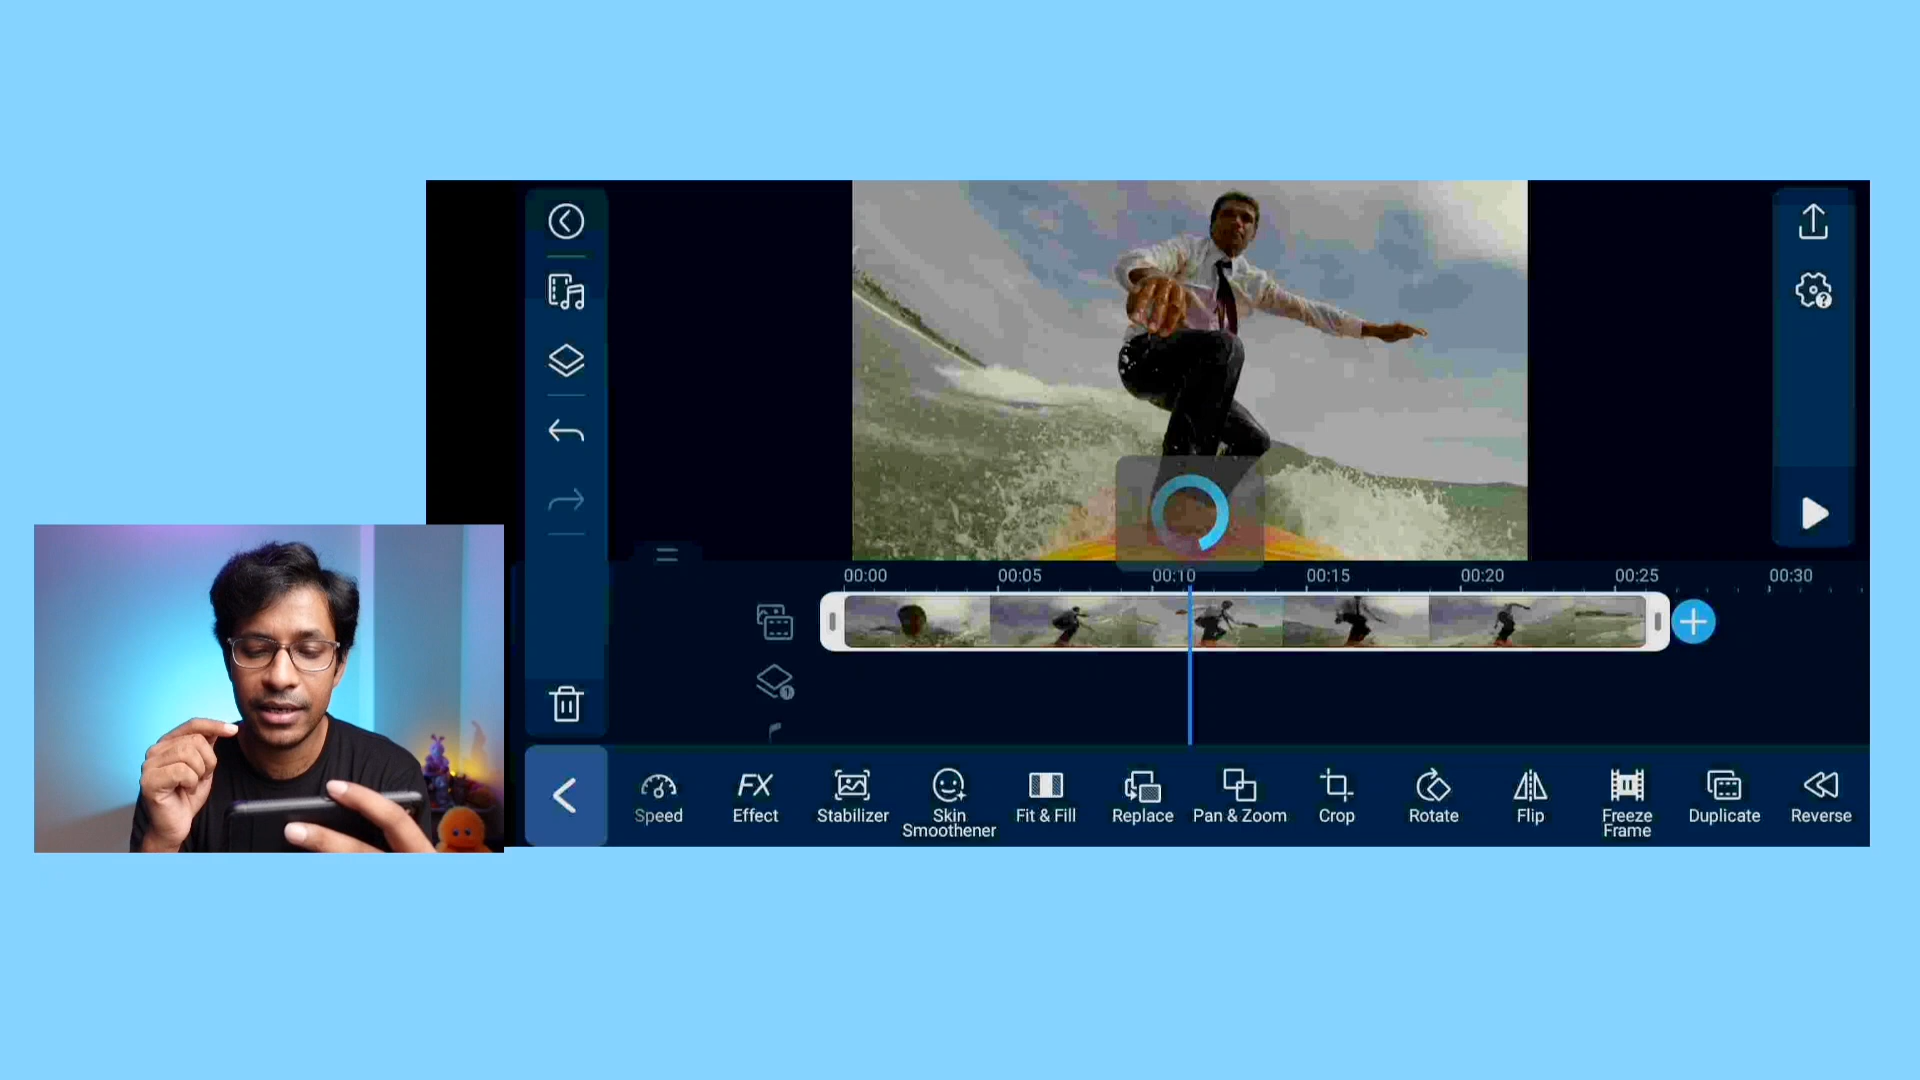 00:00 00:05 00:10 00:15 00:20 00:25 00:30
1
FX
Speed Effect Stabilizer Skin Smoothener Fit & Fill Replace Pan & Zoom Crop Rotate Flip Freeze Frame Duplicate Reverse